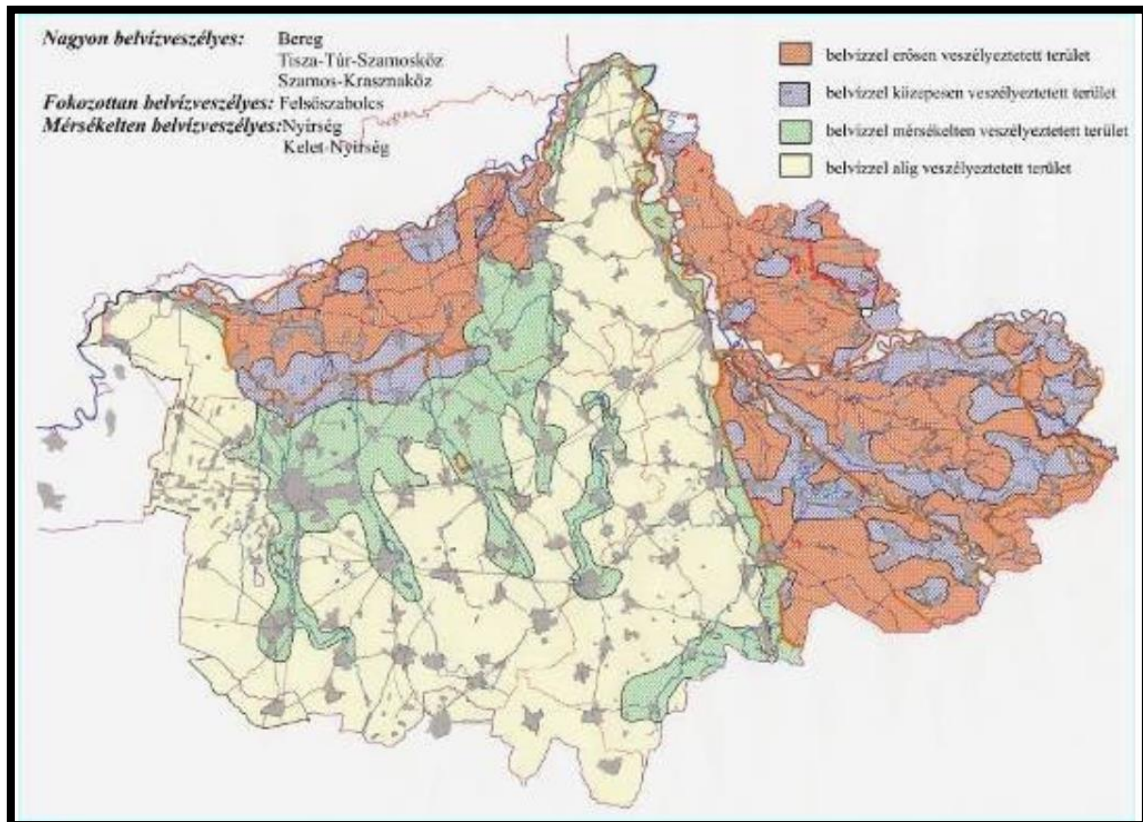 Nagyon belvízveszélyes: Bereg
Tisza-Túr-Szamosköz
Szamos-Krasznaköz
Fokozottan belvízveszélyes: Felsőszabolcs
Mérsékelten belvízveszélyes: Nyírség
Kelet-Nyírség
belvízzel erősen veszélyeztetett terület
belvízzel közepesen veszélyeztetett terület
belvízzel mérsékelten veszélyeztetett terület
belvízzel alig veszélyeztetett terület